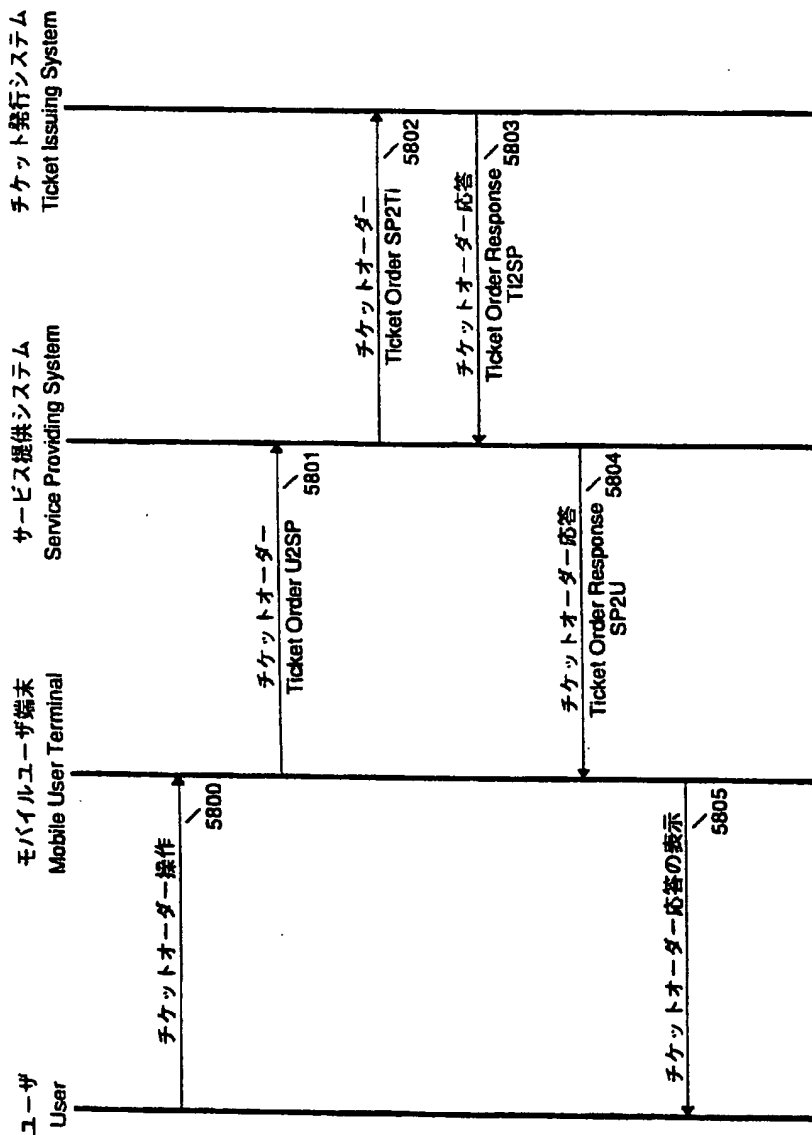 ユーザ
User
モバイルユーザ端末
Mobile User Terminal
サービス提供システム
Service Providing System
チケット発行システム
Ticket Issuing System
チケットオーダー操作
5800
チケットオーダー
Ticket Order U2SP
5801
チケットオーダー
Ticket Order SP2Ti
5802
チケットオーダー応答
Ticket Order Response
TI2SP
5803
チケットオーダー応答
Ticket Order Response
SP2U
5804
チケットオーダー応答の表示
5805